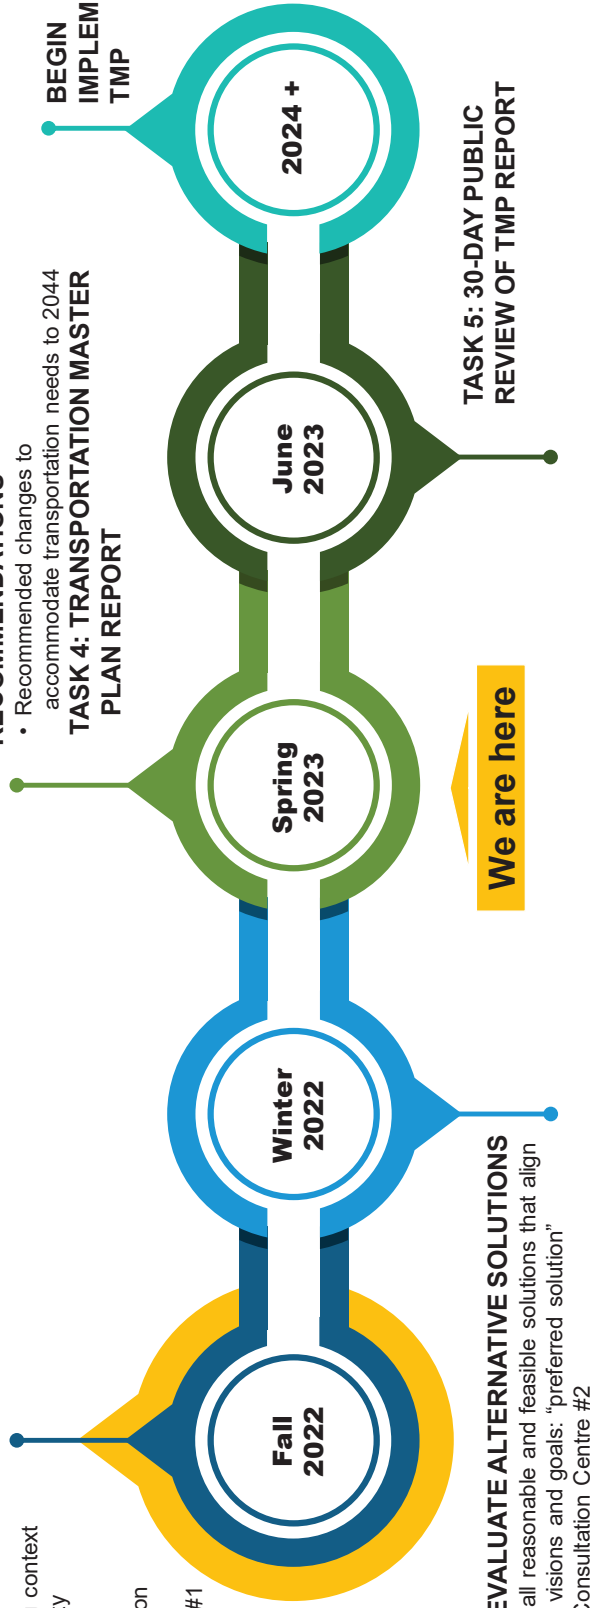 context
#1
Fall
2022
EVALUATE ALTERNATIVE SOLUTIONS
all reasonable and feasible solutions that align
visions and goals: “preferred solution”
Consultation Centre #2
Winter
2022
• Recommended changes to
accommodate transportation needs to 2044
TASK 4: TRANSPORTATION MASTER
PLAN REPORT
Spring
2023
We are here
June
2023
TASK 5: 30-DAY PUBLIC
REVIEW OF TMP REPORT
BEGIN
IMPLEM
TMP
2024 +